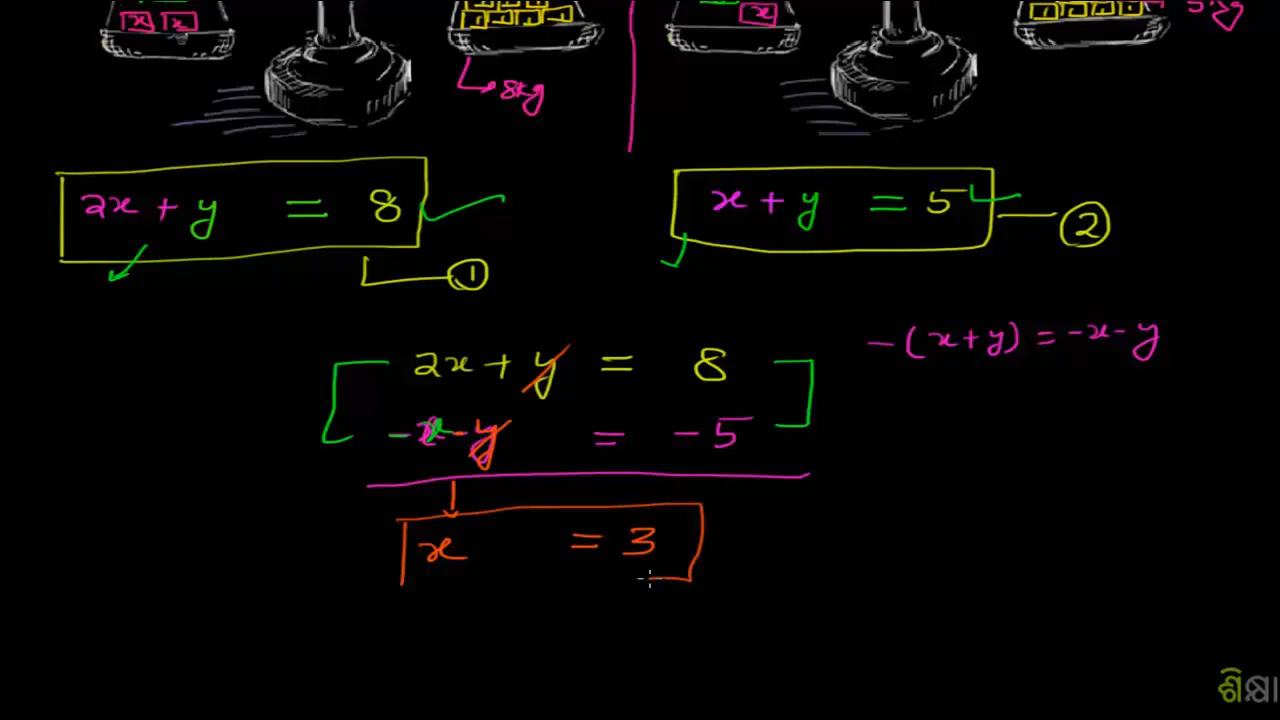 x x
x
5kg
8kg
2x + y = 8
x + y = 5
②
①
-(x+y) = -x-y
2x + y = 8
-x - y = -5
x = 3
ଶିକ୍ଷା